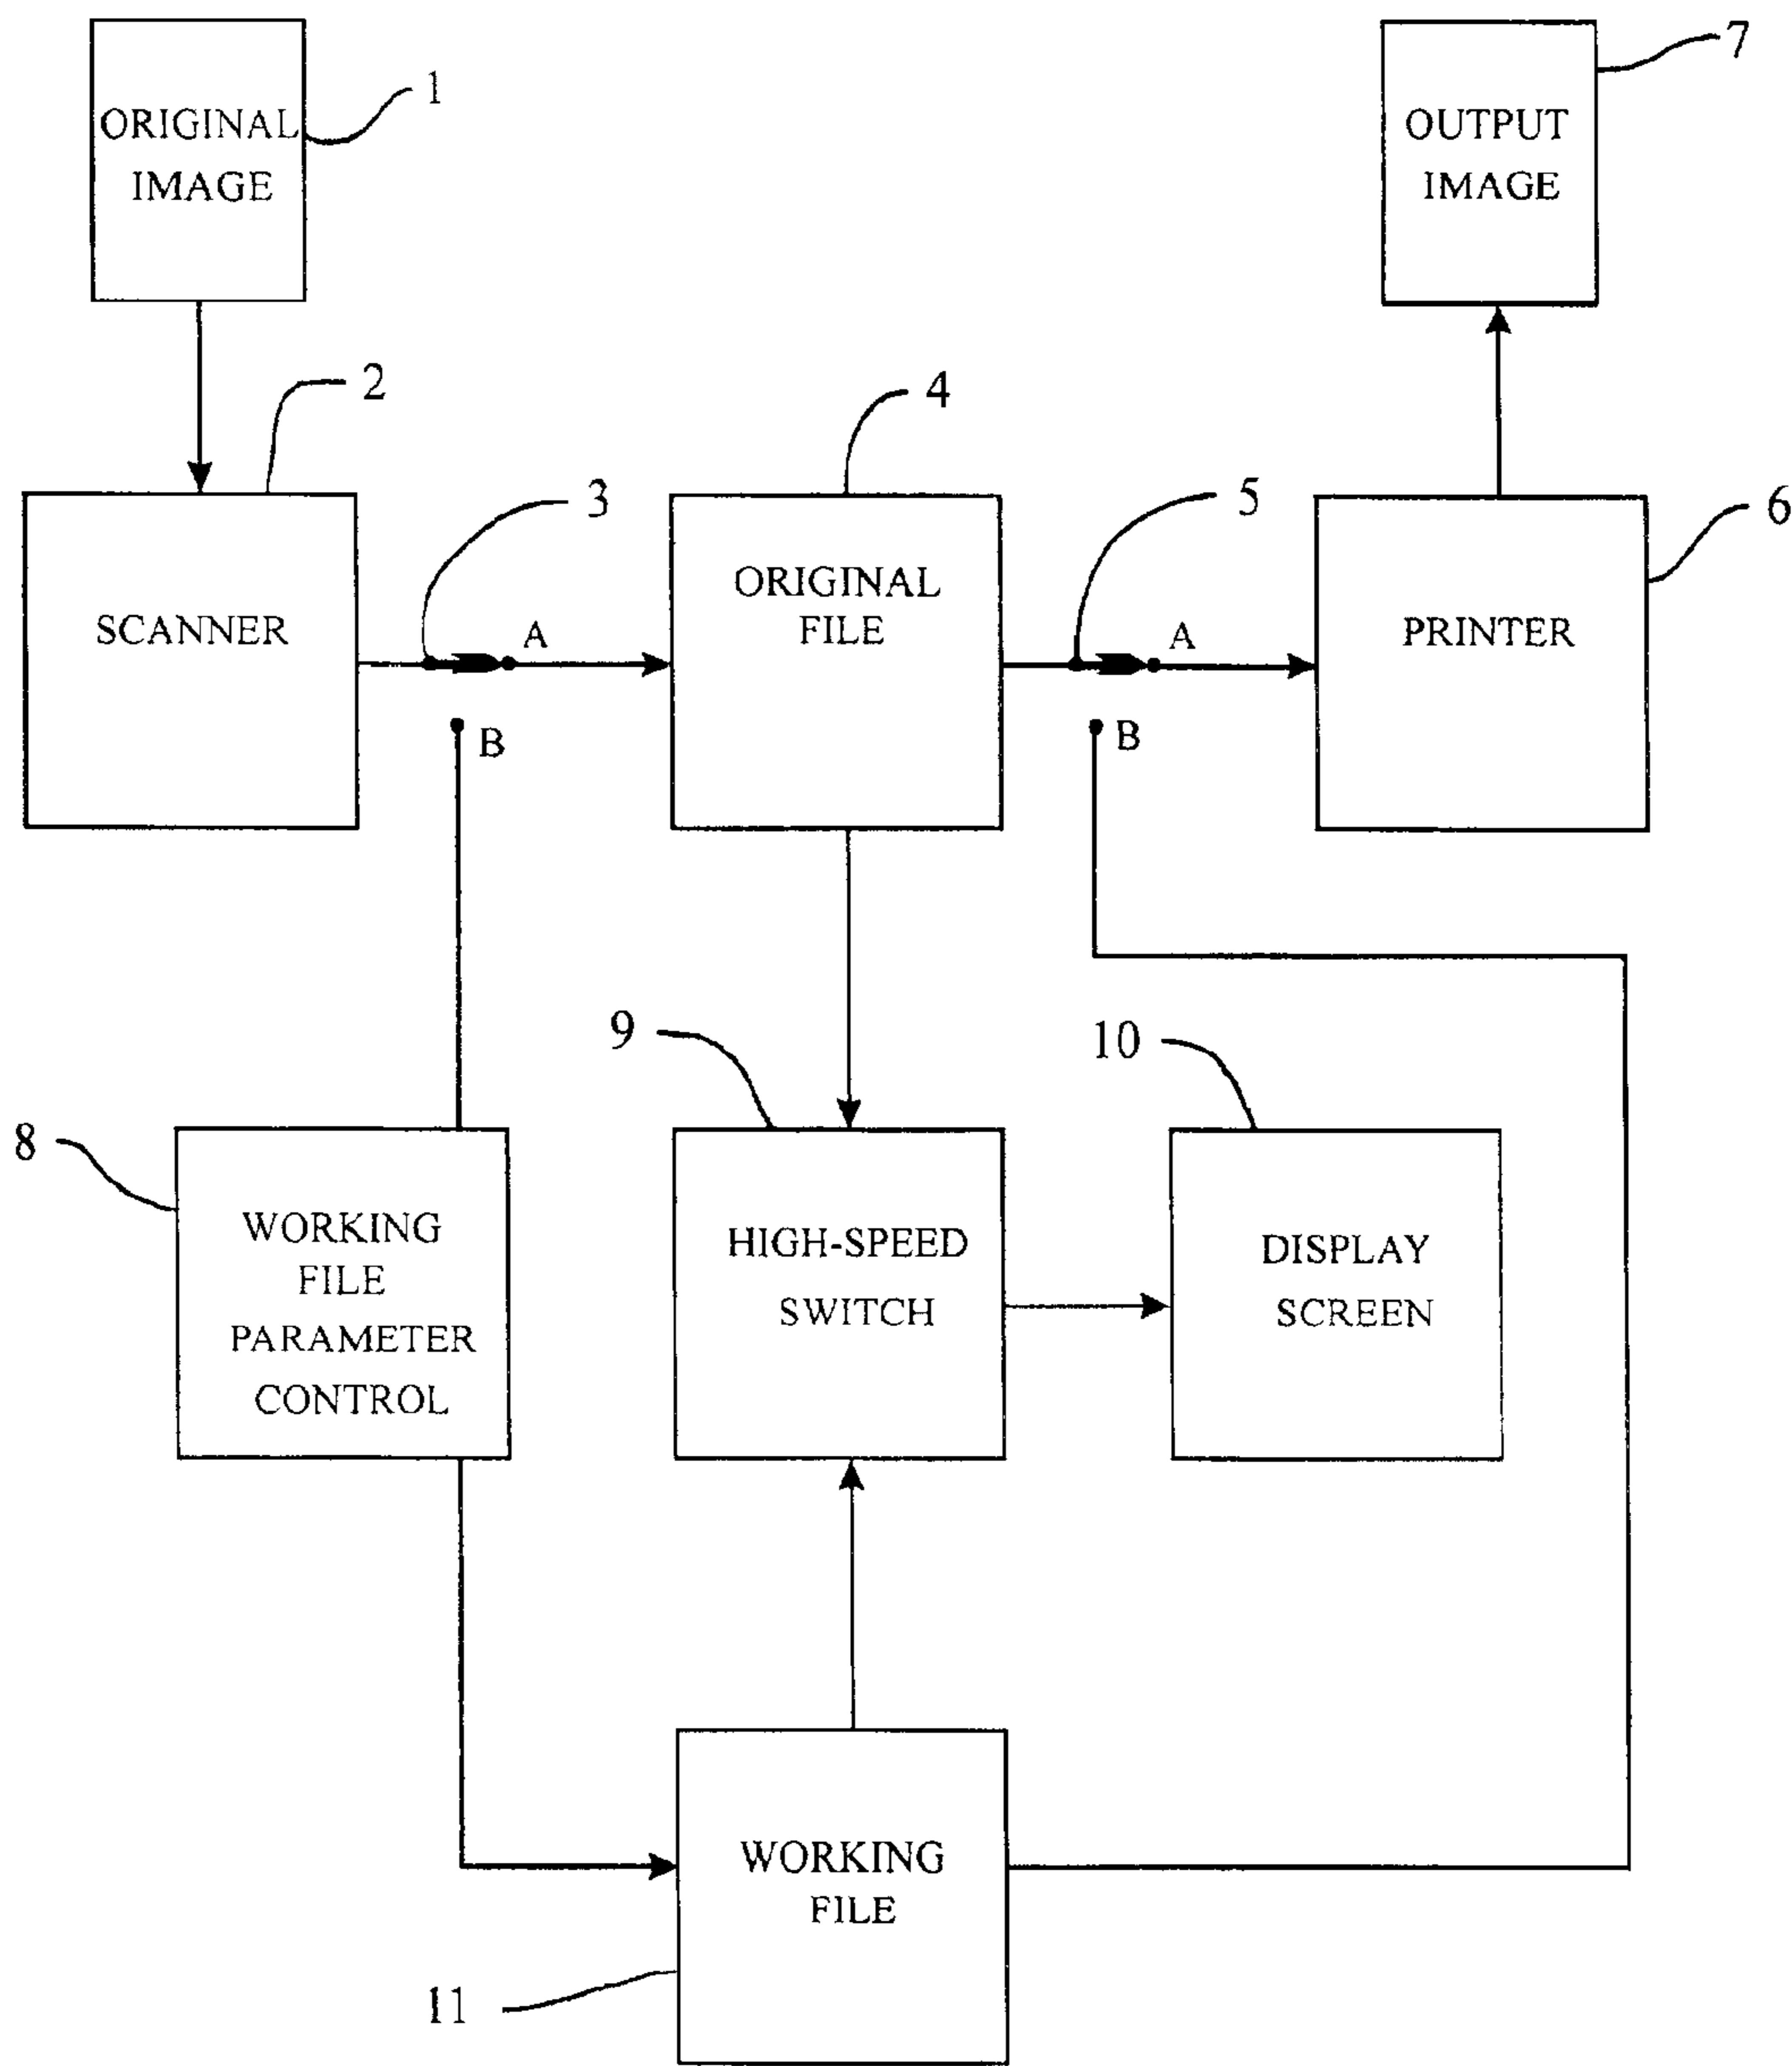 ORIGINAL
IMAGE
1
OUTPUT
IMAGE
7
2
SCANNER
3
A
B
4
ORIGINAL
FILE
5
A
B
6
PRINTER
8
WORKING
FILE
PARAMETER
CONTROL
9
HIGH-SPEED
SWITCH
10
DISPLAY
SCREEN
WORKING
FILE
11